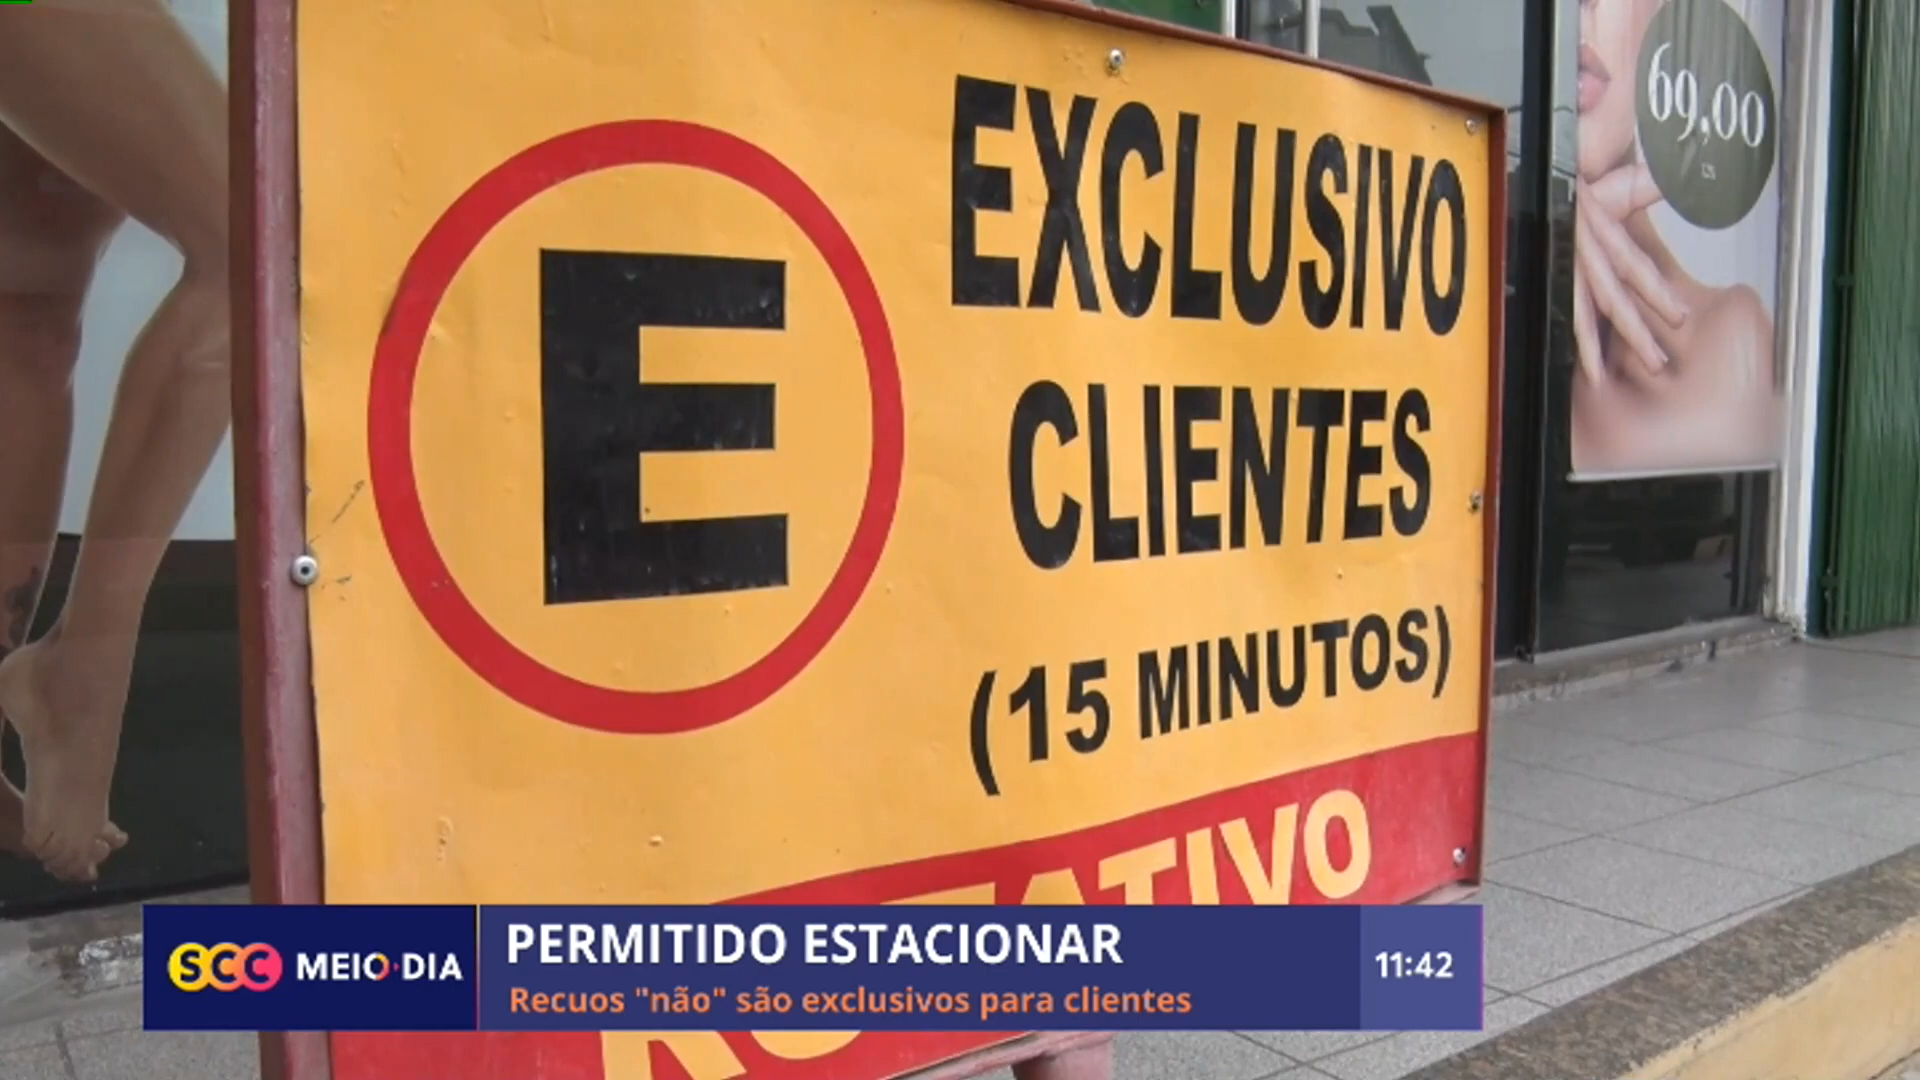 69,00
EXCLUSIVO
E
CLIENTES
(15 MINUTOS)
SCC MEIO-DIA
PERMITIDO ESTACIONAR
11:42
Recuos "não" são exclusivos para clientes